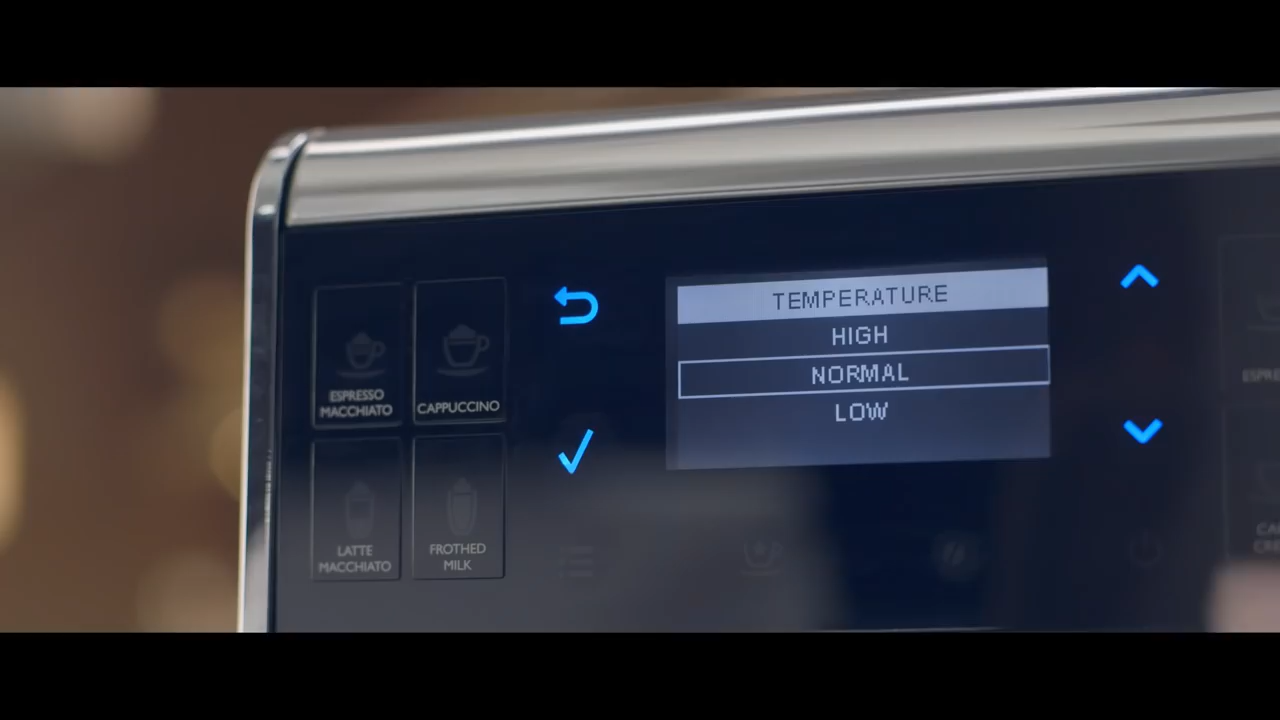 TEMPERATURE
HIGH
NORMAL
LOW
ESPRESSO
MACCHIATO
CAPPUCCINO
LATTE
MACCHIATO
FROTHED
MILK